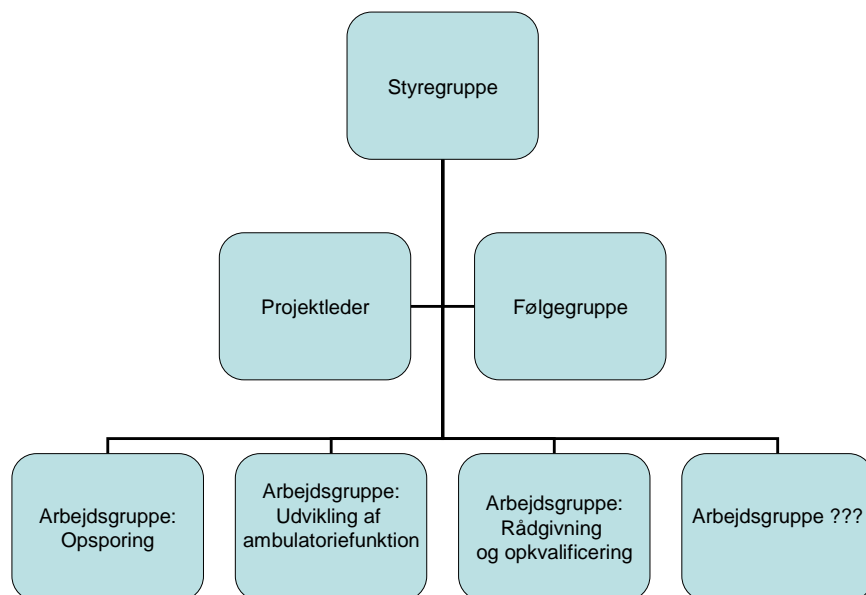 Styregruppe
Projektleder
Følgegruppe
Arbejdsgruppe:
Opsporing
Arbejdsgruppe:
Udvikling af
ambulatoriefunktion
Arbejdsgruppe:
Rådgivning
og opkvalificering
Arbejdsgruppe ???